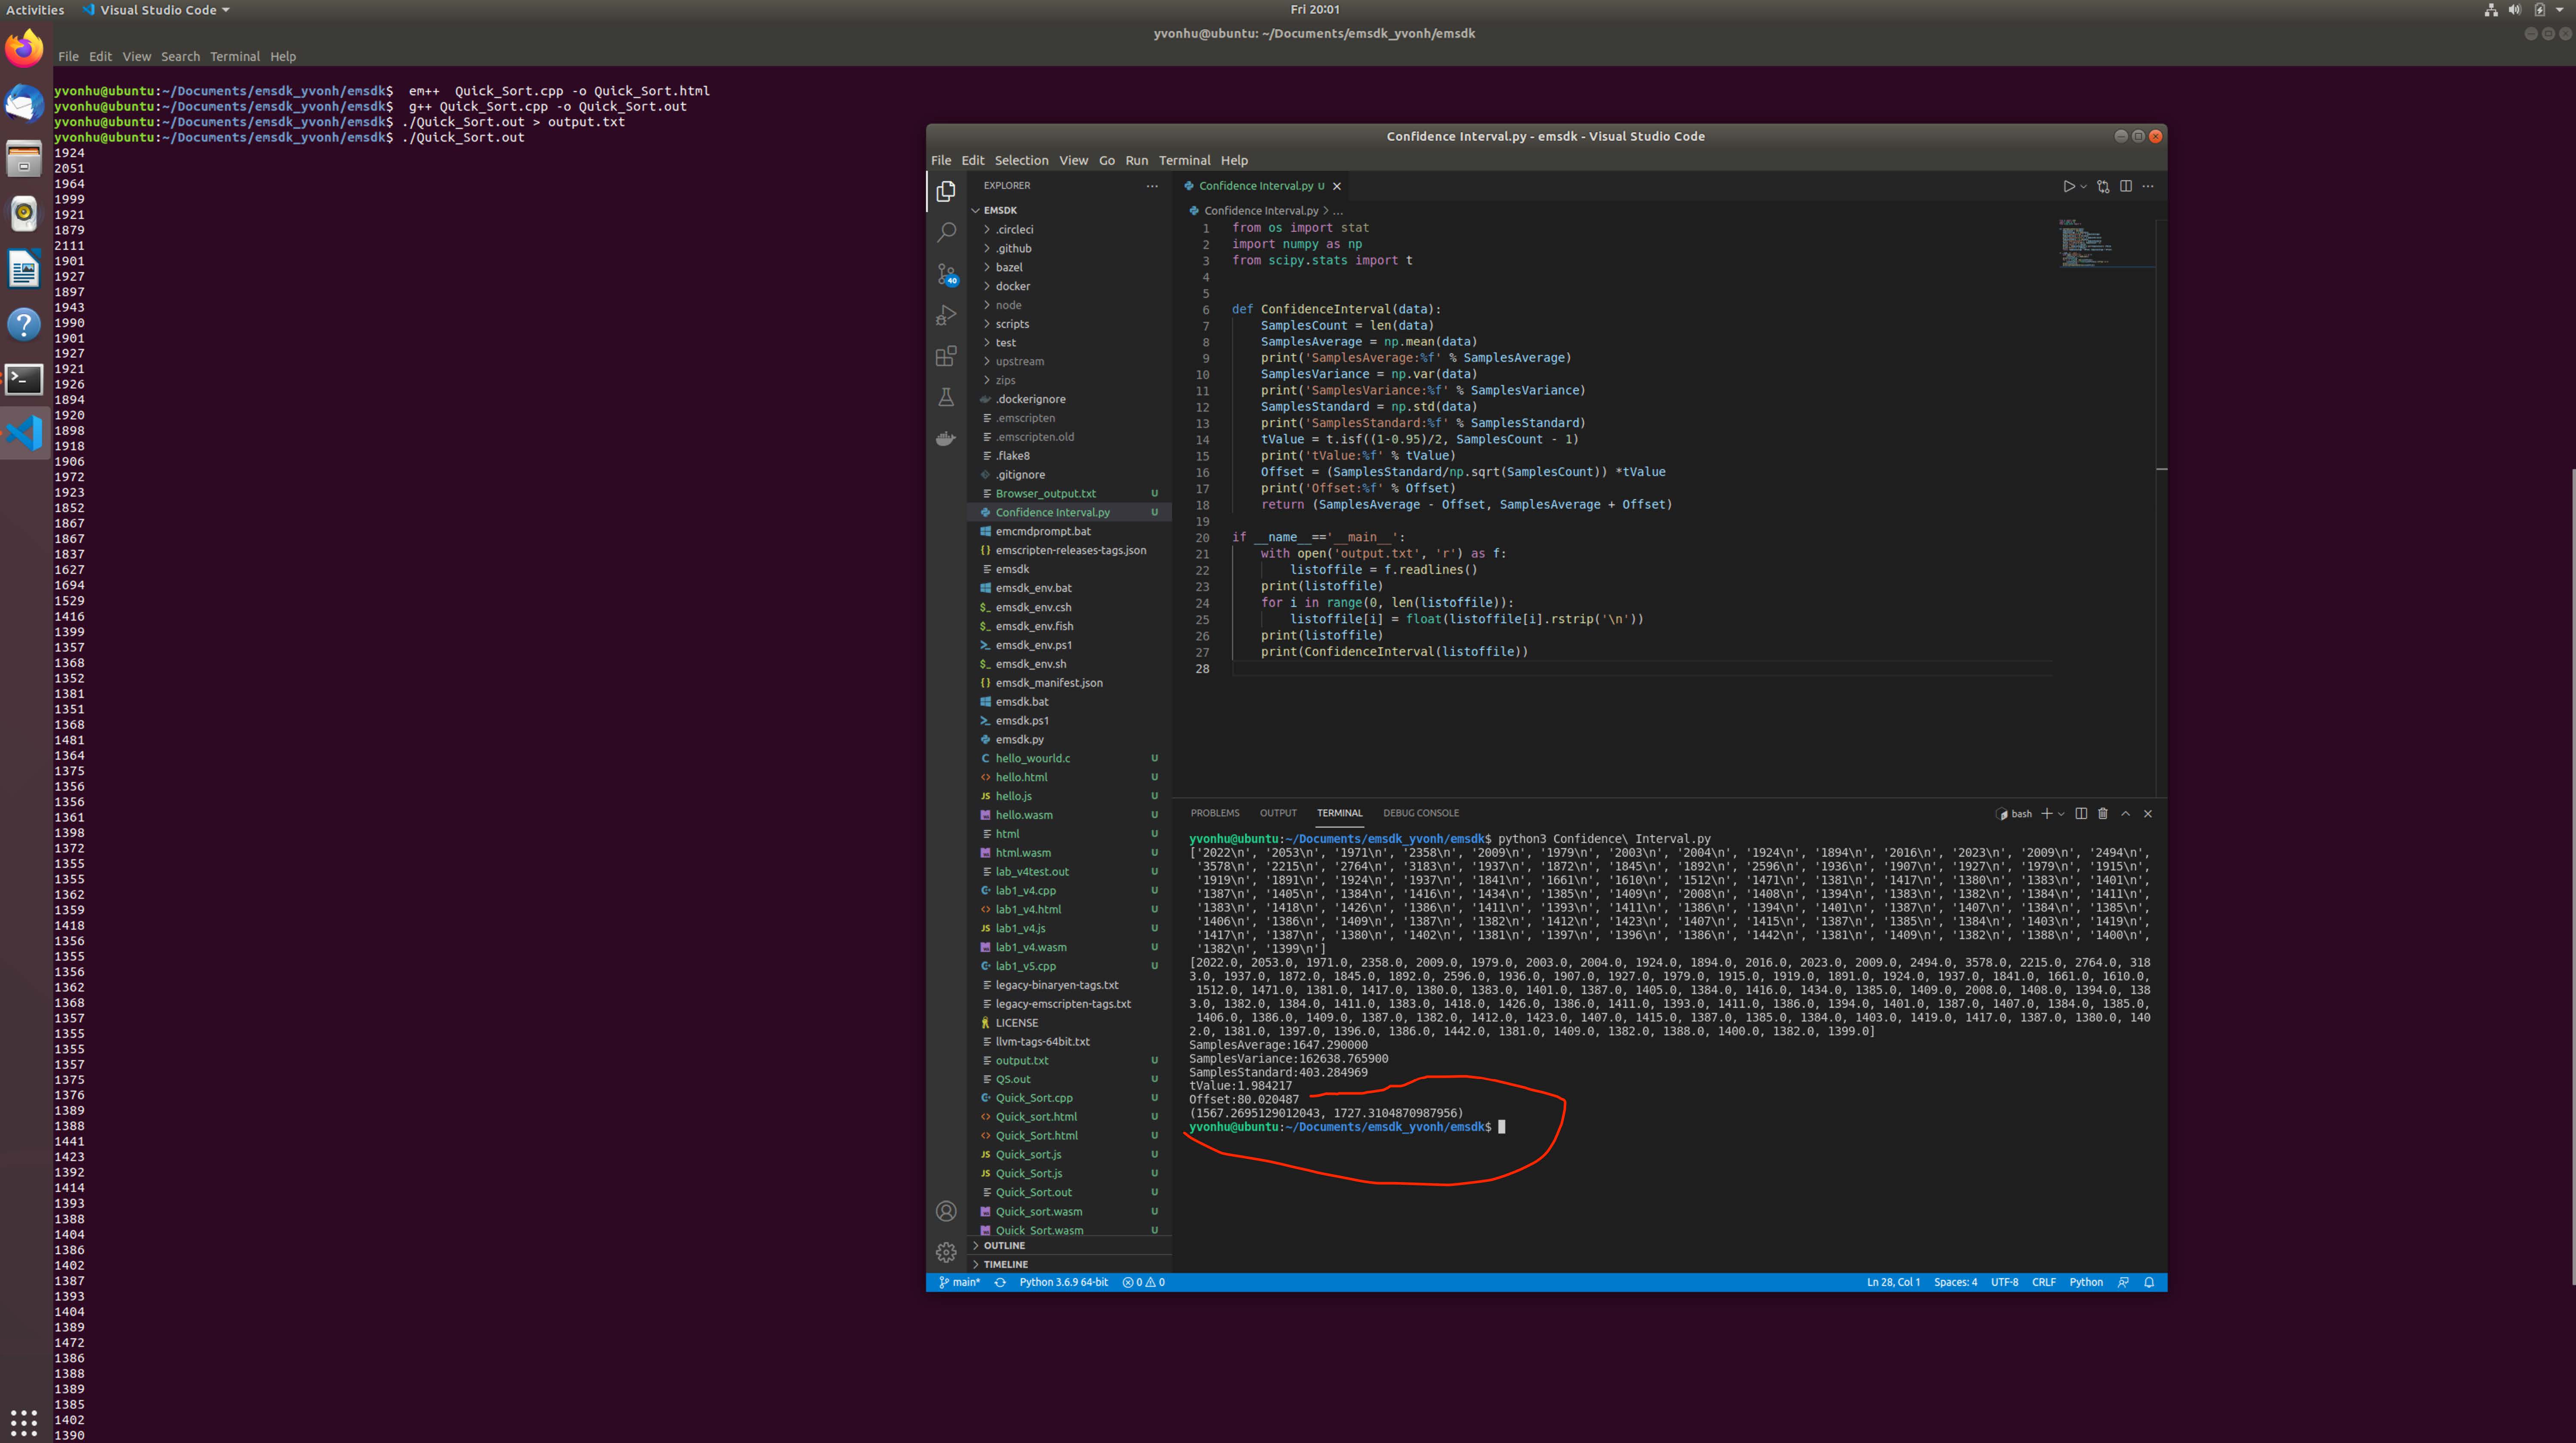 Activities Visual Studio Code Fri 20:01
yvonhu@ubuntu: ~/Documents/emsdk_yvonh/emsdk
File Edit View Search Terminal Help
yvonhu@ubuntu:~/Documents/emsdk_yvonh/emsdk$  em++  Quick_Sort.cpp -o Quick_Sort.html
yvonhu@ubuntu:~/Documents/emsdk_yvonh/emsdk$  g++ Quick_Sort.cpp -o Quick_Sort.out
yvonhu@ubuntu:~/Documents/emsdk_yvonh/emsdk$ ./Quick_Sort.out > output.txt
yvonhu@ubuntu:~/Documents/emsdk_yvonh/emsdk$ ./Quick_Sort.out
1924
2051
1964
1999
1921
1879
2111
1901
1927
1897
1943
1990
1901
1927
1921
1926
1894
1920
1898
1918
1906
1972
1923
1852
1867
1867
1837
1627
1694
1529
1416
1399
1357
1368
1352
1381
1351
1368
1481
1364
1375
1356
1356
1361
1398
1372
1355
1355
1362
1359
1418
1356
1355
1356
1362
1368
1357
1355
1355
1357
1375
1376
1389
1388
1441
1423
1392
1414
1393
1388
1404
1386
1402
1387
1393
1404
1389
1472
1386
1388
1389
1385
1402
1390
Confidence Interval.py - emsdk - Visual Studio Code
File Edit Selection View Go Run Terminal Help
40
EXPLORER ...
EMSDK
.circleci
.github
bazel
docker
node
scripts
test
upstream
zips
.dockerignore
.emscripten
.emscripten.old
.flake8
.gitignore
Browser_output.txt U
Confidence Interval.py U
emcmdprompt.bat
emscripten-releases-tags.json
emsdk
emsdk_env.bat
emsdk_env.csh
emsdk_env.fish
emsdk_env.ps1
emsdk_env.sh
emsdk_manifest.json
emsdk.bat
emsdk.ps1
emsdk.py
hello_wourld.c U
hello.html U
hello.js U
hello.wasm U
html U
html.wasm U
lab_v4test.out U
lab1_v4.cpp U
lab1_v4.html U
lab1_v4.js U
lab1_v4.wasm U
lab1_v5.cpp U
legacy-binaryen-tags.txt
legacy-emscripten-tags.txt
LICENSE
llvm-tags-64bit.txt
output.txt U
QS.out U
Quick_Sort.cpp U
Quick_sort.html U
Quick_Sort.html U
Quick_sort.js U
Quick_Sort.js U
Quick_Sort.out U
Quick_sort.wasm U
Quick_Sort.wasm U
OUTLINE
TIMELINE
Confidence Interval.py U
Confidence Interval.py > ...
1 from os import stat
2 import numpy as np
3 from scipy.stats import t
4
5
6 def ConfidenceInterval(data):
7     SamplesCount = len(data)
8     SamplesAverage = np.mean(data)
9     print('SamplesAverage:%f' % SamplesAverage)
10     SamplesVariance = np.var(data)
11     print('SamplesVariance:%f' % SamplesVariance)
12     SamplesStandard = np.std(data)
13     print('SamplesStandard:%f' % SamplesStandard)
14     tValue = t.isf((1-0.95)/2, SamplesCount - 1)
15     print('tValue:%f' % tValue)
16     Offset = (SamplesStandard/np.sqrt(SamplesCount)) *tValue
17     print('Offset:%f' % Offset)
18     return (SamplesAverage - Offset, SamplesAverage + Offset)
19
20 if __name__=='__main__':
21     with open('output.txt', 'r') as f:
22         listoffile = f.readlines()
23     print(listoffile)
24     for i in range(0, len(listoffile)):
25         listoffile[i] = float(listoffile[i].rstrip('\n'))
26     print(listoffile)
27     print(ConfidenceInterval(listoffile))
28
PROBLEMS OUTPUT TERMINAL DEBUG CONSOLE bash
yvonhu@ubuntu:~/Documents/emsdk_yvonh/emsdk$ python3 Confidence\ Interval.py
['2022\n', '2053\n', '1971\n', '2358\n', '2009\n', '1979\n', '2003\n', '2004\n', '1924\n', '1894\n', '2016\n', '2023\n', '2009\n', '2494\n',
'3578\n', '2215\n', '2764\n', '3183\n', '1937\n', '1872\n', '1845\n', '1892\n', '2596\n', '1936\n', '1907\n', '1927\n', '1979\n', '1915\n',
'1919\n', '1891\n', '1924\n', '1937\n', '1841\n', '1661\n', '1610\n', '1512\n', '1471\n', '1381\n', '1417\n', '1380\n', '1383\n', '1401\n',
'1387\n', '1405\n', '1384\n', '1416\n', '1434\n', '1385\n', '1409\n', '2008\n', '1408\n', '1394\n', '1383\n', '1382\n', '1384\n', '1411\n',
'1383\n', '1418\n', '1426\n', '1386\n', '1411\n', '1393\n', '1411\n', '1386\n', '1394\n', '1401\n', '1387\n', '1407\n', '1384\n', '1385\n',
'1406\n', '1386\n', '1409\n', '1387\n', '1382\n', '1412\n', '1423\n', '1407\n', '1415\n', '1387\n', '1385\n', '1384\n', '1403\n', '1419\n',
'1417\n', '1387\n', '1380\n', '1402\n', '1381\n', '1397\n', '1396\n', '1386\n', '1442\n', '1381\n', '1409\n', '1382\n', '1388\n', '1400\n',
'1382\n', '1399\n']
[2022.0, 2053.0, 1971.0, 2358.0, 2009.0, 1979.0, 2003.0, 2004.0, 1924.0, 1894.0, 2016.0, 2023.0, 2009.0, 2494.0, 3578.0, 2215.0, 2764.0, 318
3.0, 1937.0, 1872.0, 1845.0, 1892.0, 2596.0, 1936.0, 1907.0, 1927.0, 1979.0, 1915.0, 1919.0, 1891.0, 1924.0, 1937.0, 1841.0, 1661.0, 1610.0,
1512.0, 1471.0, 1381.0, 1417.0, 1380.0, 1383.0, 1401.0, 1387.0, 1405.0, 1384.0, 1416.0, 1434.0, 1385.0, 1409.0, 2008.0, 1408.0, 1394.0, 138
3.0, 1382.0, 1384.0, 1411.0, 1383.0, 1418.0, 1426.0, 1386.0, 1411.0, 1393.0, 1411.0, 1386.0, 1394.0, 1401.0, 1387.0, 1407.0, 1384.0, 1385.0,
1406.0, 1386.0, 1409.0, 1387.0, 1382.0, 1412.0, 1423.0, 1407.0, 1415.0, 1387.0, 1385.0, 1384.0, 1403.0, 1419.0, 1417.0, 1387.0, 1380.0, 140
2.0, 1381.0, 1397.0, 1396.0, 1386.0, 1442.0, 1381.0, 1409.0, 1382.0, 1388.0, 1400.0, 1382.0, 1399.0]
SamplesAverage:1647.290000
SamplesVariance:162638.765900
SamplesStandard:403.284969
tValue:1.984217
Offset:80.020487
(1567.2695129012043, 1727.3104870987956)
yvonhu@ubuntu:~/Documents/emsdk_yvonh/emsdk$
main* Python 3.6.9 64-bit 0 0 Ln 28, Col 1 Spaces: 4 UTF-8 CRLF Python